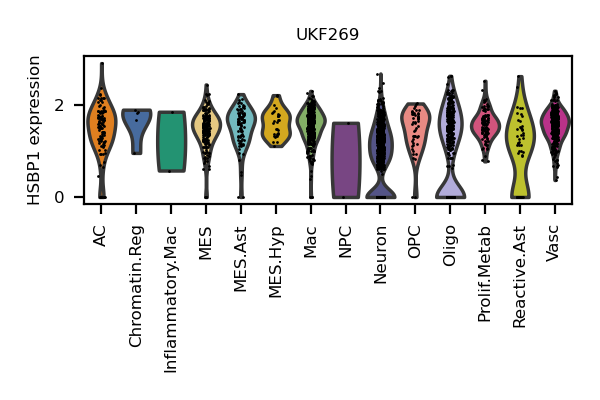 UKF269
HSBP1 expression
2
0
AC
Chromatin.Reg
Inflammatory.Mac
MES
MES.Ast
MES.Hyp
Mac
NPC
Neuron
OPC
Oligo
Prolif.Metab
Reactive.Ast
Vasc